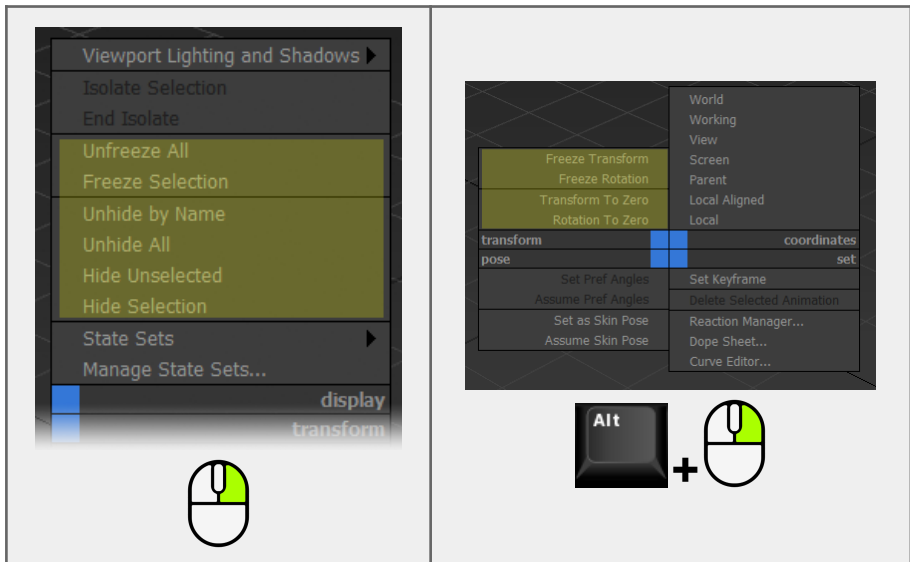 Viewport Lighting and Shadows
Isolate Selection
End Isolate
Unfreeze All
Freeze Selection
Unhide by Name
Unhide All
Hide Unselected
Hide Selection
State Sets
Manage State Sets...
display
transform
World
Working
View
Screen
Parent
Local Aligned
Local
Freeze Transform
Freeze Rotation
Transform To Zero
Rotation To Zero
transform
coordinates
pose
set
Set Pref Angles
Assume Pref Angles
Set as Skin Pose
Assume Skin Pose
Set Keyframe
Delete Selected Animation
Reaction Manager...
Dope Sheet...
Curve Editor...
Alt
+